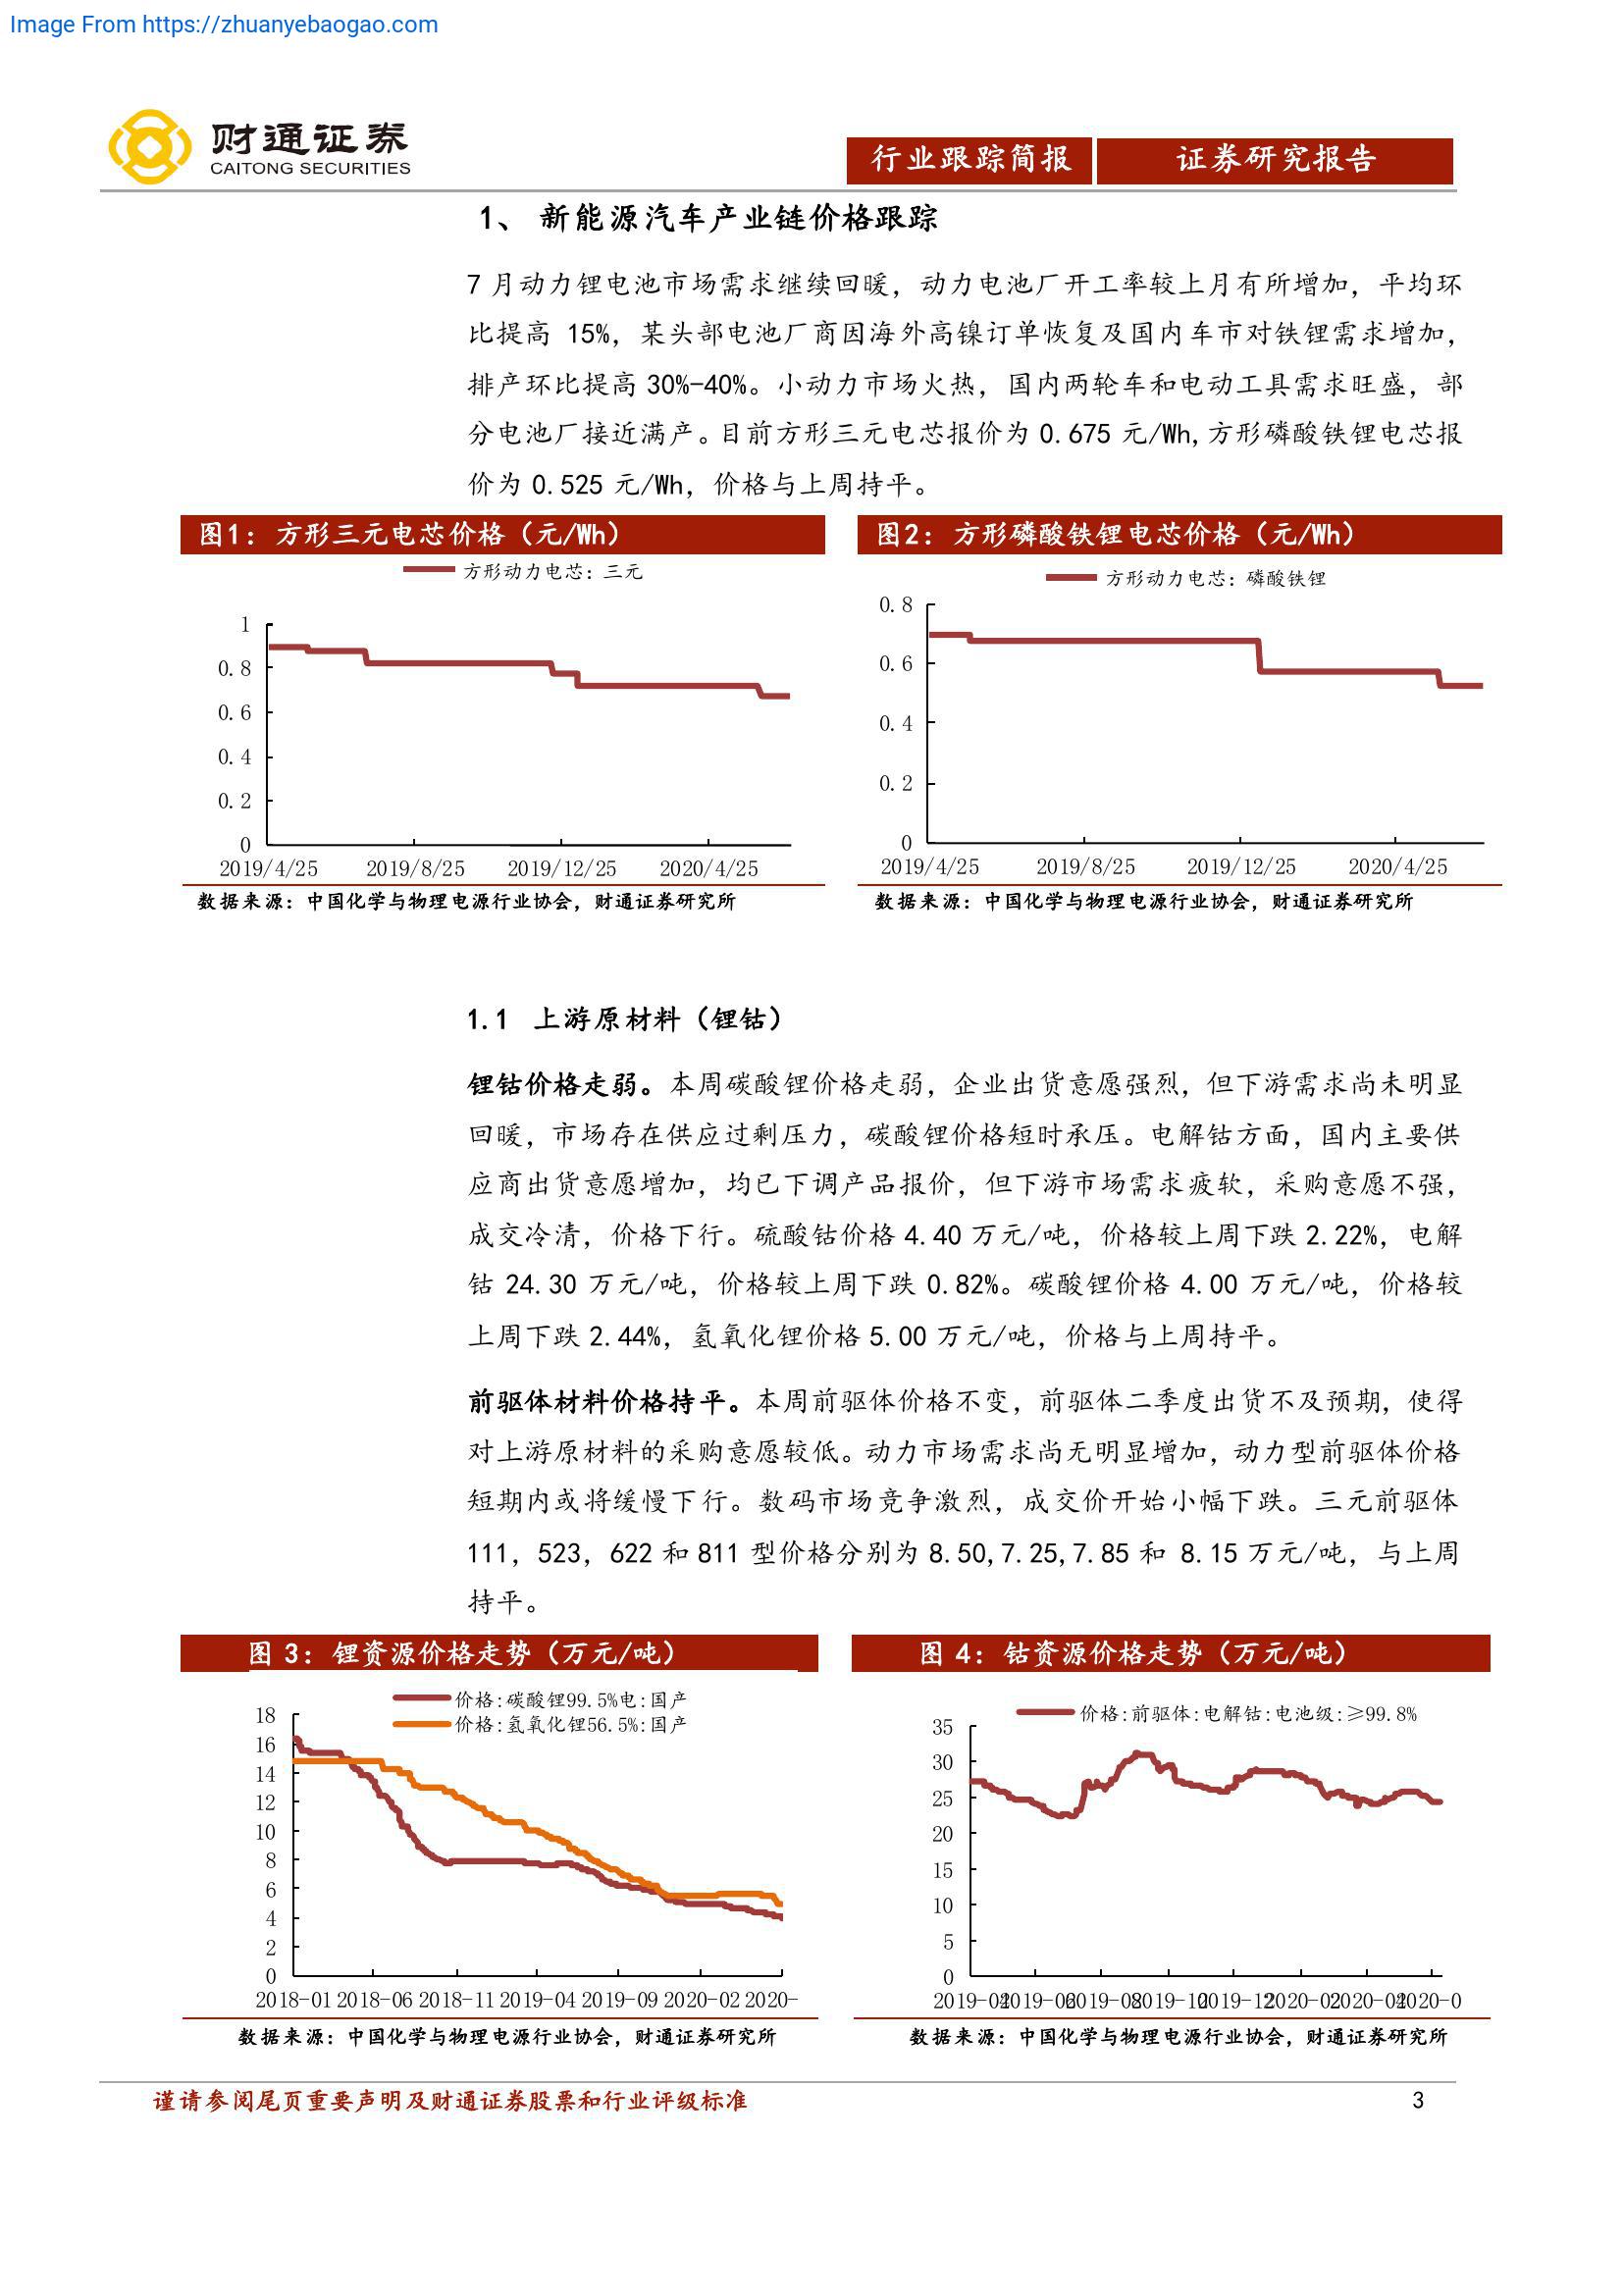 Image From https://zhuanyebaogao.com
财通证券
CAITONG SECURITIES
行业跟踪简报 证券研究报告
1、 新能源汽车产业链价格跟踪
7 月动力锂电池市场需求继续回暖，动力电池厂开工率较上月有所增加，平均环
比提高 15%，某头部电池厂商因海外高镍订单恢复及国内车市对铁锂需求增加，
排产环比提高 30%-40%。小动力市场火热，国内两轮车和电动工具需求旺盛，部
分电池厂接近满产。目前方形三元电芯报价为 0.675 元/Wh,方形磷酸铁锂电芯报
价为 0.525 元/Wh，价格与上周持平。
图1：方形三元电芯价格（元/Wh）
方形动力电芯：三元
1
0.8
0.6
0.4
0.2
0
2019/4/25 2019/8/25 2019/12/25 2020/4/25
数据来源：中国化学与物理电源行业协会，财通证券研究所
图2：方形磷酸铁锂电芯价格（元/Wh）
方形动力电芯：磷酸铁锂
0.8
0.6
0.4
0.2
0
2019/4/25 2019/8/25 2019/12/25 2020/4/25
数据来源：中国化学与物理电源行业协会，财通证券研究所
1.1 上游原材料（锂钴）
锂钴价格走弱。本周碳酸锂价格走弱，企业出货意愿强烈，但下游需求尚未明显
回暖，市场存在供应过剩压力，碳酸锂价格短时承压。电解钴方面，国内主要供
应商出货意愿增加，均已下调产品报价，但下游市场需求疲软，采购意愿不强，
成交冷清，价格下行。硫酸钴价格 4.40 万元/吨，价格较上周下跌 2.22%，电解
钴 24.30 万元/吨，价格较上周下跌 0.82%。碳酸锂价格 4.00 万元/吨，价格较
上周下跌 2.44%，氢氧化锂价格 5.00 万元/吨，价格与上周持平。
前驱体材料价格持平。本周前驱体价格不变，前驱体二季度出货不及预期，使得
对上游原材料的采购意愿较低。动力市场需求尚无明显增加，动力型前驱体价格
短期内或将缓慢下行。数码市场竞争激烈，成交价开始小幅下跌。三元前驱体
111，523，622 和 811 型价格分别为 8.50,7.25,7.85 和 8.15 万元/吨，与上周
持平。
图 3：锂资源价格走势（万元/吨）
价格:碳酸锂99.5%电:国产
价格:氢氧化锂56.5%:国产
18
16
14
12
10
8
6
4
2
0
2018-01 2018-06 2018-11 2019-04 2019-09 2020-02 2020-
数据来源：中国化学与物理电源行业协会，财通证券研究所
图 4：钴资源价格走势（万元/吨）
价格:前驱体:电解钴:电池级:≥99.8%
35
30
25
20
15
10
5
0
2019-04 2019-06 2019-08 2019-10 2019-12 2020-02 2020-04 2020-0
数据来源：中国化学与物理电源行业协会，财通证券研究所
谨请参阅尾页重要声明及财通证券股票和行业评级标准 3